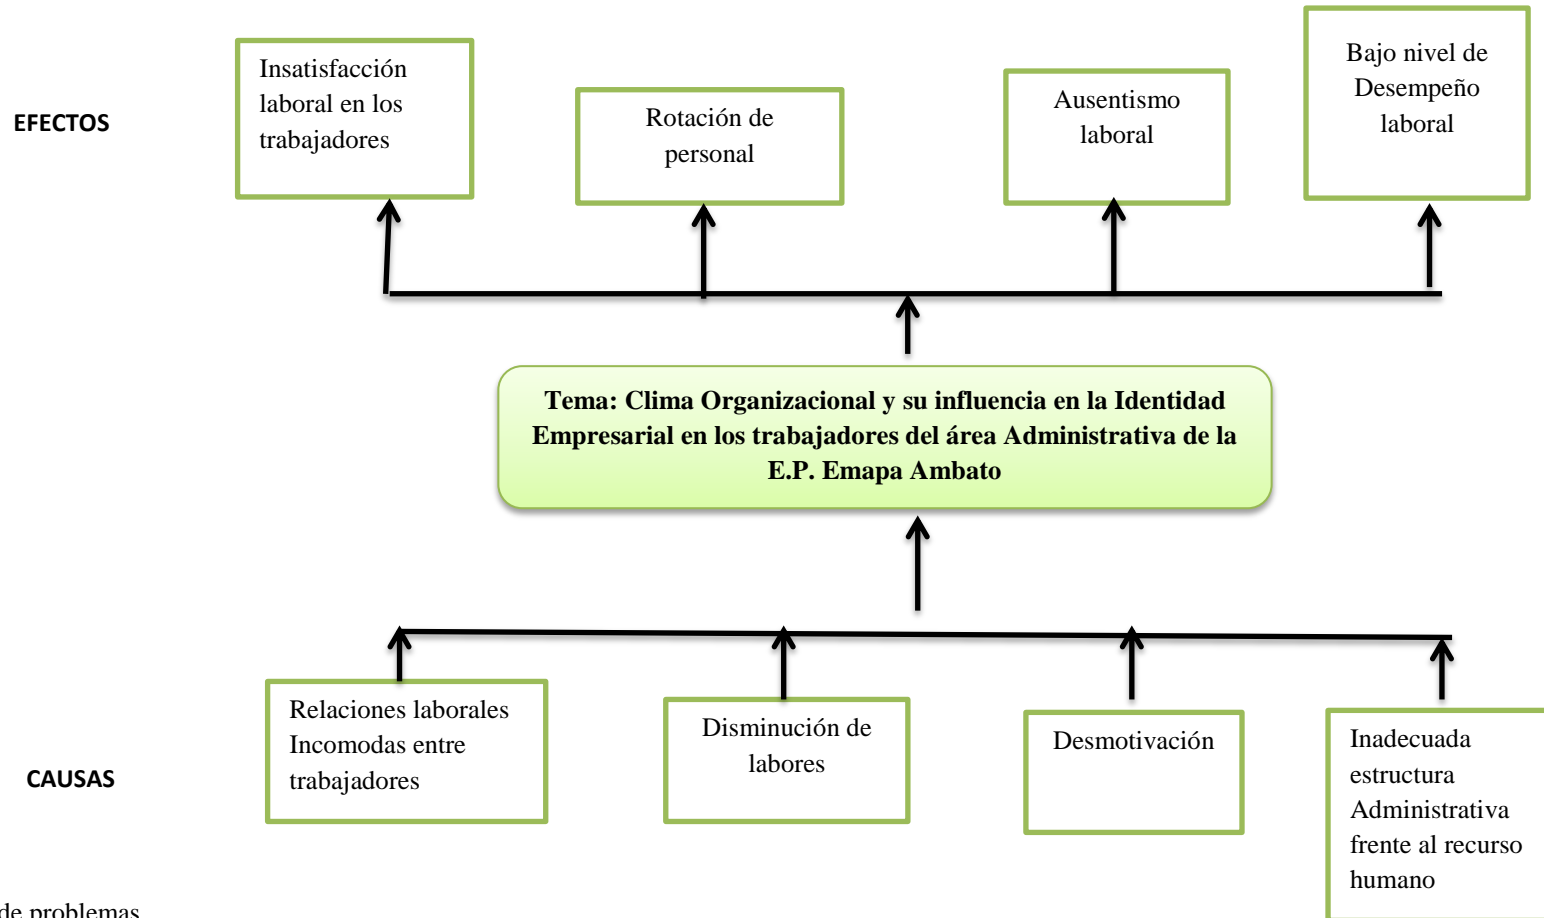 EFECTOS
Insatisfacción
laboral en los
trabajadores
Rotación de
personal
Ausentismo
laboral
Bajo nivel de
Desempeño
laboral
Tema: Clima Organizacional y su influencia en la Identidad
Empresarial en los trabajadores del área Administrativa de la
E.P. Emapa Ambato
CAUSAS
Relaciones laborales
Incomodas entre
trabajadores
Disminución de
labores
Desmotivación
Inadecuada
estructura
Administrativa
frente al recurso
humano
de problemas